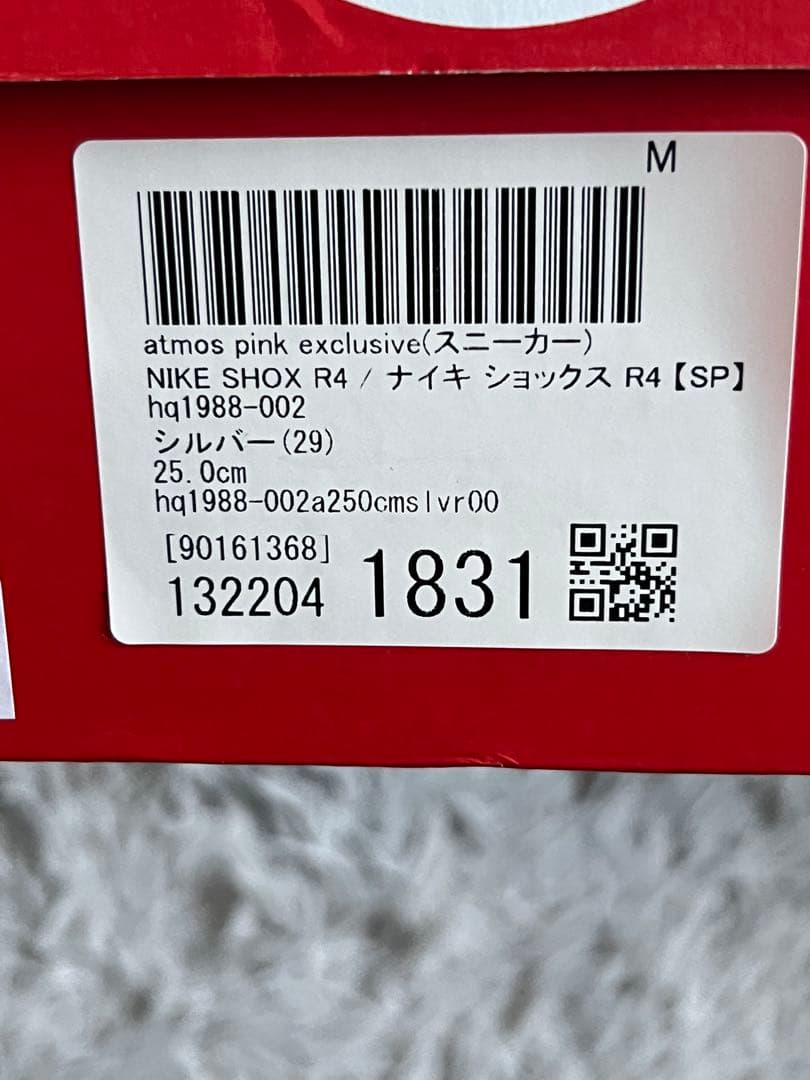 M
atmos pink exclusive(スニーカー)
NIKE SHOX R4 / ナイキ ショックス R4【SP】
hq1988-002
シルバー(29)
25.0cm
hq1988-002a250cmslvr00
[90161368]
132204 1831